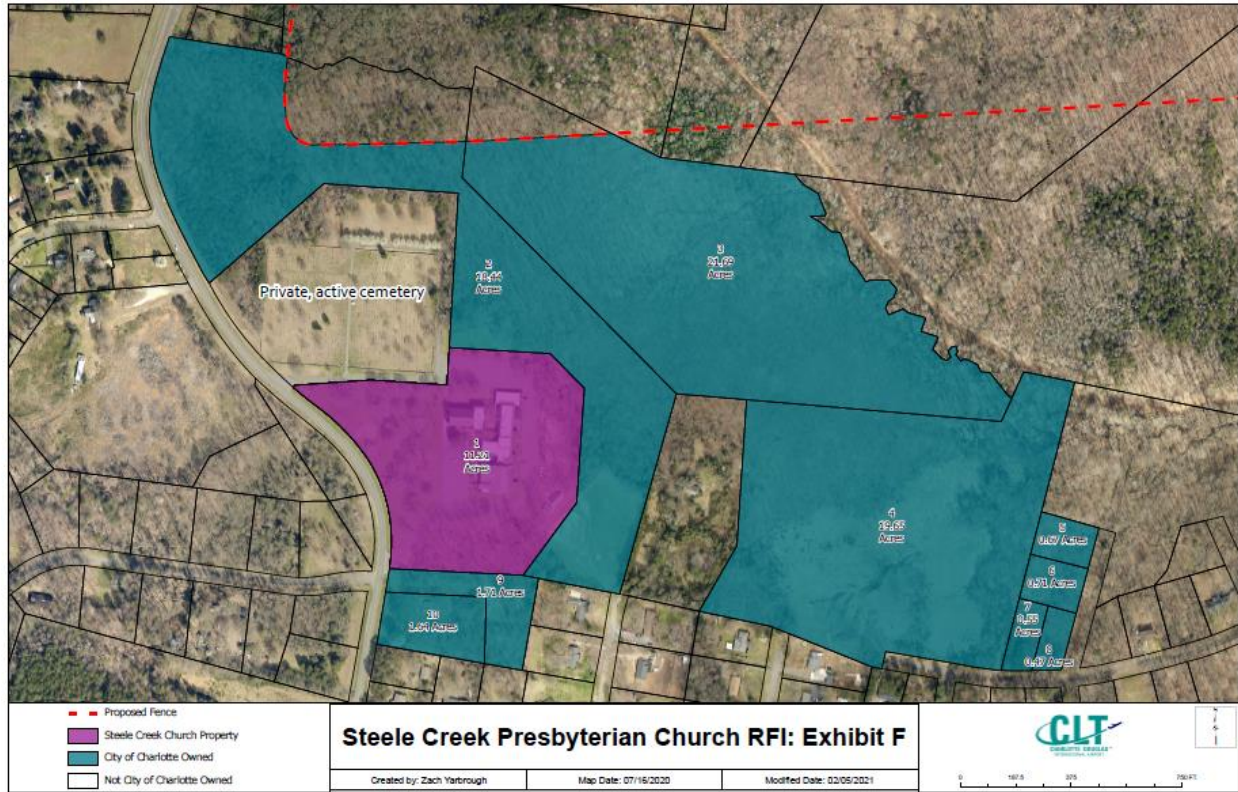 Private, active cemetery
1
11.21
Acres
2
18.44
Acres
3
21.69
Acres
4
19.65
Acres
5
0.67 Acres
6
0.71 Acres
7
0.55
Acres
8
0.47 Acres
9
1.71 Acres
10
1.64 Acres
Proposed Fence
Steele Creek Church Property
City of Charlotte Owned
Not City of Charlotte Owned
Steele Creek Presbyterian Church RFI: Exhibit F
Created by: Zach Yarbrough
Map Date: 07/16/2020
Modified Date: 02/05/2021
CLT
CHARLOTTE DOUGLAS
INTERNATIONAL AIRPORT
0 187.5 375 750 FT.